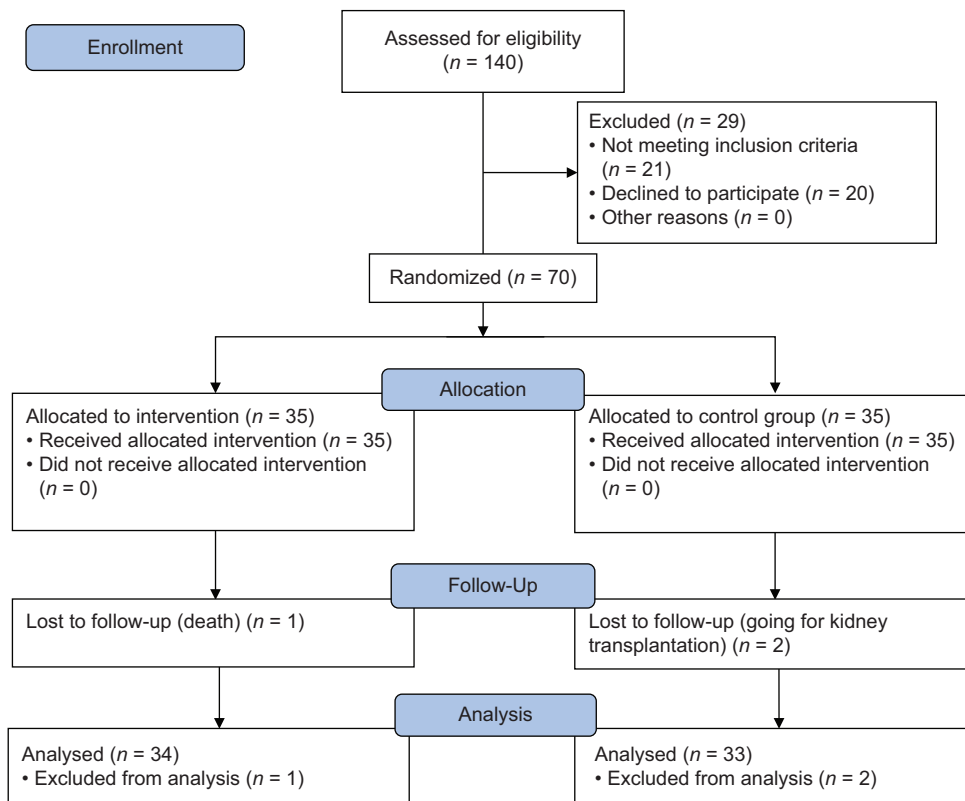 Enrollment
Assessed for eligibility
(n = 140)
Excluded (n = 29)
• Not meeting inclusion criteria
(n = 21)
• Declined to participate (n = 20)
• Other reasons (n = 0)
Randomized (n = 70)
Allocation
Allocated to intervention (n = 35)
• Received allocated intervention (n = 35)
• Did not receive allocated intervention
(n = 0)
Allocated to control group (n = 35)
• Received allocated intervention (n = 35)
• Did not receive allocated intervention
(n = 0)
Follow-Up
Lost to follow-up (death) (n = 1)
Lost to follow-up (going for kidney
transplantation) (n = 2)
Analysis
Analysed (n = 34)
• Excluded from analysis (n = 1)
Analysed (n = 33)
• Excluded from analysis (n = 2)